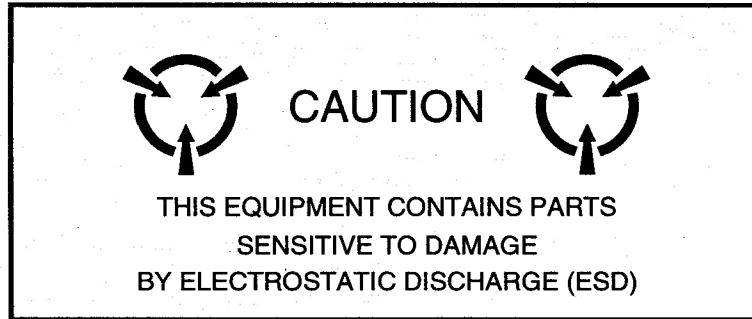 CAUTION
THIS EQUIPMENT CONTAINS PARTS
SENSITIVE TO DAMAGE
BY ELECTROSTATIC DISCHARGE (ESD)